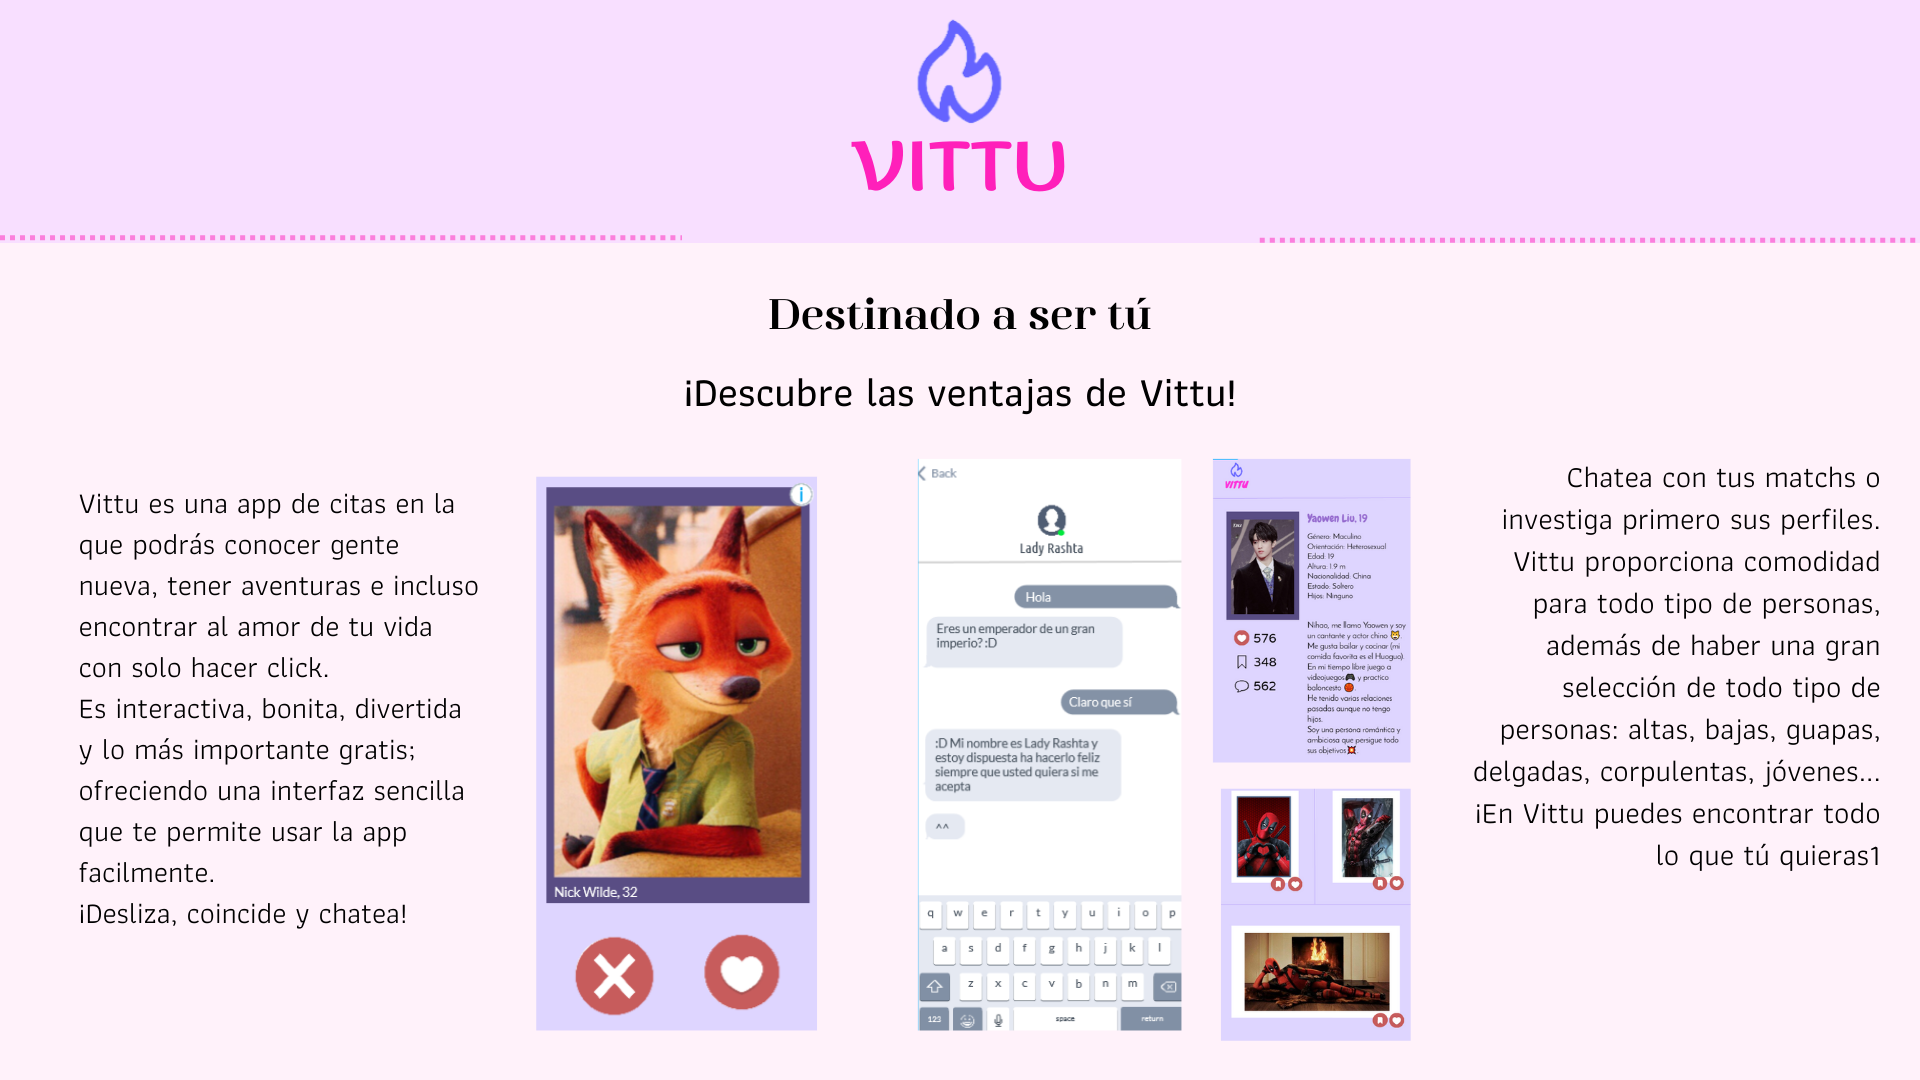 VITTU
Destinado a ser tú
¡Descubre las ventajas de Vittu!
Vittu es una app de citas en la
que podrás conocer gente
nueva, tener aventuras e incluso
encontrar al amor de tu vida
con solo hacer click.
Es interactiva, bonita, divertida
y lo más importante gratis;
ofreciendo una interfaz sencilla
que te permite usar la app
facilmente.
¡Desliza, coincide y chatea!
i
Nick Wilde, 32
Back
Lady Rashta
Hola
Eres un emperador de un gran
imperio? :D
Claro que sí
:D Mi nombre es Lady Rashta y
estoy dispuesta ha hacerlo feliz
siempre que usted quiera si me
acepta
^^
q w e r t y u i o p
a s d f g h j k l
z x c v b n m
123 space return
VITTU
Yaowen Liu, 19
Género: Maculino
Orientación: Heterosexual
Edad: 19
Altura: 1.9 m
Nacionalidad: China
Estado: Soltero
Hijos: Ninguno
576
348
562
Nihao, me llamo Yaowen y soy
un cantante y actor chino 🐯.
Me gusta bailar y cocinar (mi
comida favorita es el Huoguo).
En mi tiempo libre juego a
videojuegos🎮 y practico
baloncesto 🏀.
He tenido varias relaciones
pasadas aunque no tengo
hijos.
Soy una persona romántica y
ambiciosa que persigue todo
sus objetivos💥.
Chatea con tus matchs o
investiga primero sus perfiles.
Vittu proporciona comodidad
para todo tipo de personas,
además de haber una gran
selección de todo tipo de
personas: altas, bajas, guapas,
delgadas, corpulentas, jóvenes...
¡En Vittu puedes encontrar todo
lo que tú quieras1